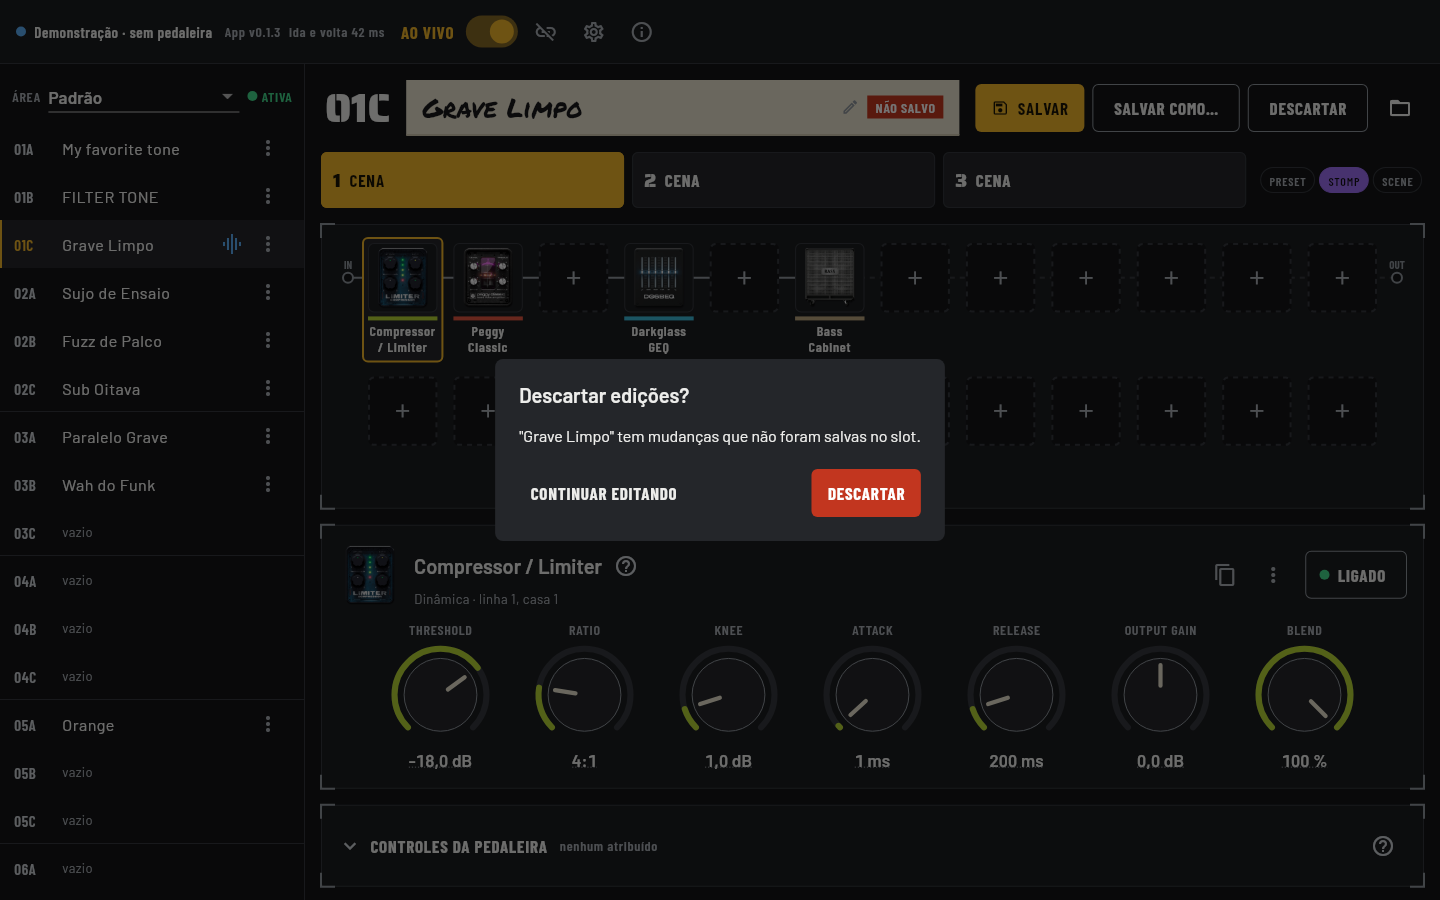 Demonstração · sem pedaleira App v0.1.3 Ida e volta 42 ms AO VIVO
ÁREA Padrão ATIVA
01A My favorite tone
01B FILTER TONE
01C Grave Limpo
02A Sujo de Ensaio
02B Fuzz de Palco
02C Sub Oitava
03A Paralelo Grave
03B Wah do Funk
03C vazio
04A vazio
04B vazio
04C vazio
05A Orange
05B vazio
05C vazio
06A vazio
01C Grave Limpo NÃO SALVO SALVAR SALVAR COMO... DESCARTAR
1 CENA 2 CENA 3 CENA PRESET STOMP SCENE
IN OUT
LIMITER
Compressor / Limiter
Peggy Classic
Darkglass GEQ
Bass Cabinet
Descartar edições?
"Grave Limpo" tem mudanças que não foram salvas no slot.
CONTINUAR EDITANDO DESCARTAR
LIMITER
Compressor / Limiter
Dinâmica · linha 1, casa 1
LIGADO
THRESHOLD RATIO KNEE ATTACK RELEASE OUTPUT GAIN BLEND
-18,0 dB 4:1 1,0 dB 1 ms 200 ms 0,0 dB 100 %
CONTROLES DA PEDALEIRA nenhum atribuído